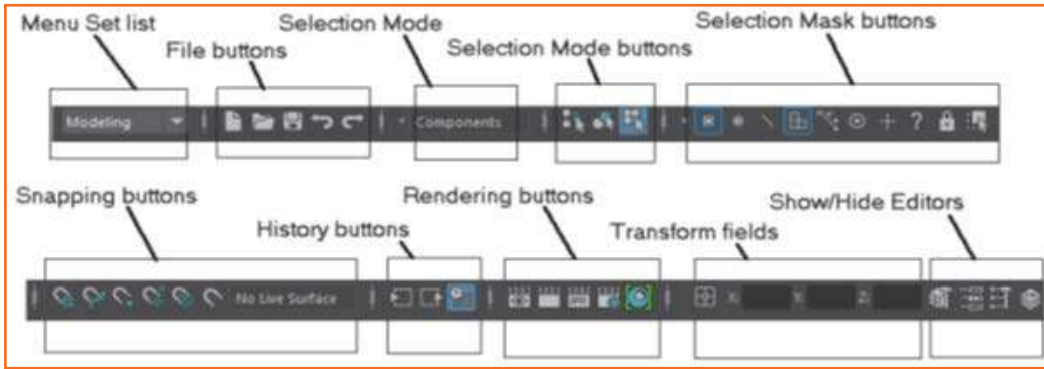 Menu Set list
File buttons
Selection Mode
Selection Mode buttons
Selection Mask buttons
Modeling
Components
?
Snapping buttons
History buttons
Rendering buttons
Transform fields
Show/Hide Editors
No Live Surface
X:
Y:
Z: